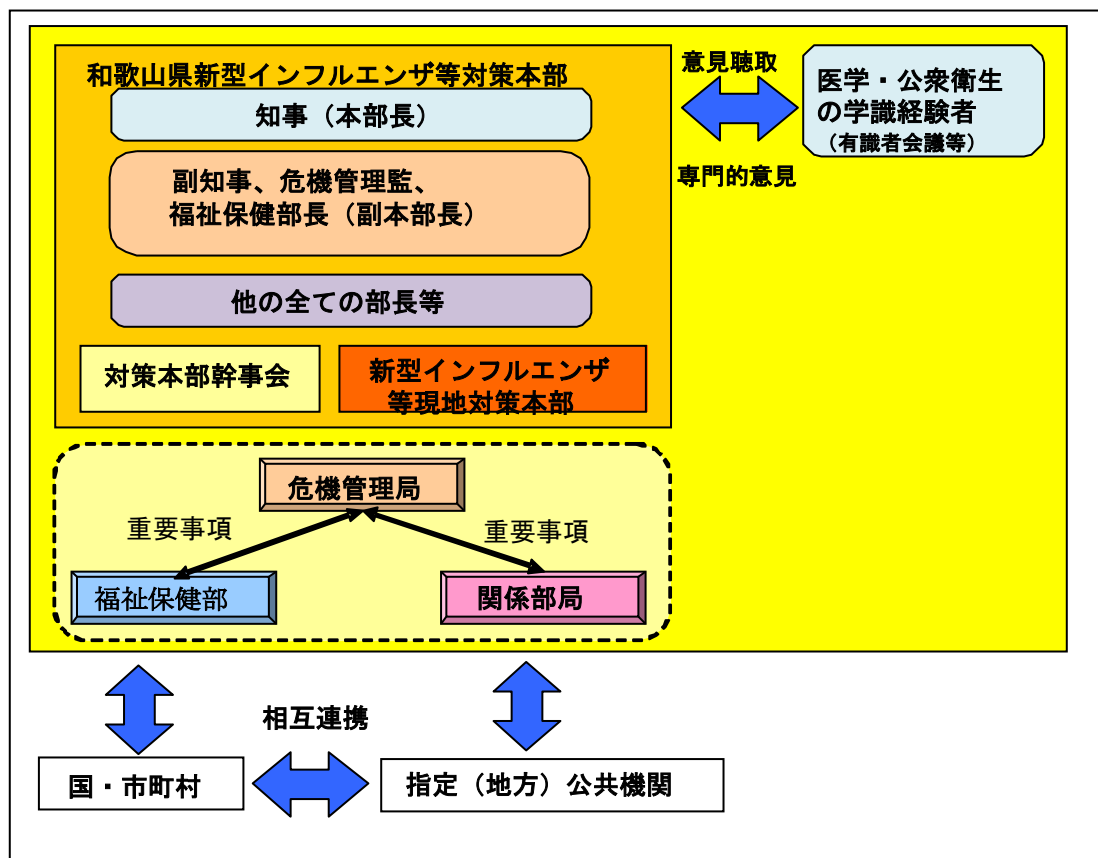 和歌山県新型インフルエンザ等対策本部
知事（本部長）
副知事、危機管理監、
福祉保健部長（副本部長）
他の全ての部長等
対策本部幹事会
新型インフルエンザ
等現地対策本部
意見聴取
専門的意見
医学・公衆衛生
の学識経験者
（有識者会議等）
危機管理局
重要事項
重要事項
福祉保健部
関係部局
相互連携
国・市町村
指定（地方）公共機関